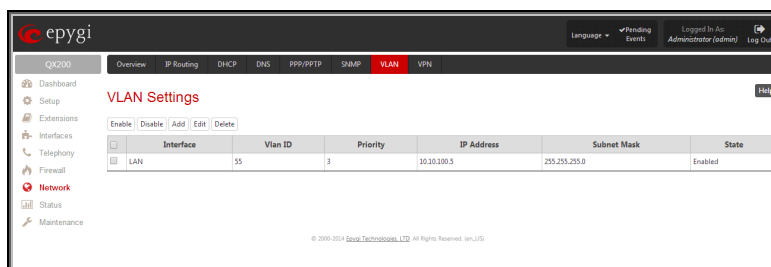 epygi
Language
Pending Events
Logged In As:
Administrator (admin)
Log Out
QX200
Overview IP Routing DHCP DNS PPP/PPTP SNMP VLAN VPN
Dashboard
Setup
Extensions
Interfaces
Telephony
Firewall
Network
Status
Maintenance
VLAN Settings
Help
Enable Disable Add Edit Delete
Interface Vlan ID Priority IP Address Subnet Mask State
LAN 55 3 10.10.100.5 255.255.255.0 Enabled
© 2000-2014 Epygi Technologies, LTD. All Rights Reserved. (en_US)